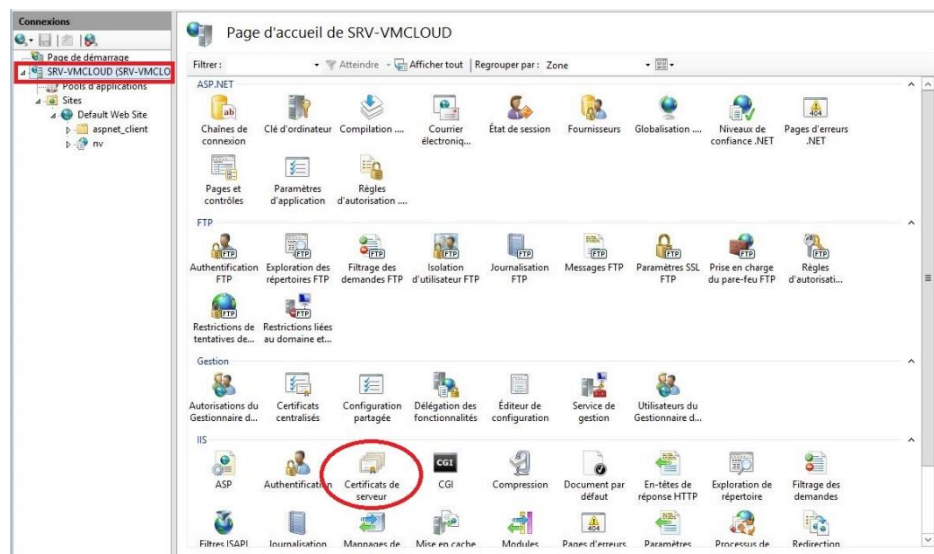 Connexions
Page de démarrage
SRV-VMCLOUD (SRV-VMCLO
Pools d'applications
Sites
Default Web Site
aspnet_client
nv
Page d'accueil de SRV-VMCLOUD
Filtrer : Atteindre Afficher tout Regrouper par : Zone
ASP.NET
Chaînes de connexion
Clé d'ordinateur
Compilation ....
Courrier électroniq...
État de session
Fournisseurs
Globalisation ....
Niveaux de confiance .NET
Pages d'erreurs .NET
Pages et contrôles
Paramètres d'application
Règles d'autorisation ....
FTP
Authentification FTP
Exploration des répertoires FTP
Filtrage des demandes FTP
Isolation d'utilisateur FTP
Journalisation FTP
Messages FTP
Paramètres SSL FTP
Prise en charge du pare-feu FTP
Règles d'autorisati...
Restrictions de tentatives de...
Restrictions liées au domaine et...
Gestion
Autorisations du Gestionnaire d...
Certificats centralisés
Configuration partagée
Délégation des fonctionnalités
Éditeur de configuration
Service de gestion
Utilisateurs du Gestionnaire d...
IIS
ASP
Authentification
Certificats de serveur
CGI
Compression
Document par défaut
En-têtes de réponse HTTP
Exploration de répertoire
Filtrage des demandes
Filtres ISAPI
Journalisation
Mappages de
Mise en cache
Modules
Pages d'erreurs
Paramètres
Processus de
Redirection